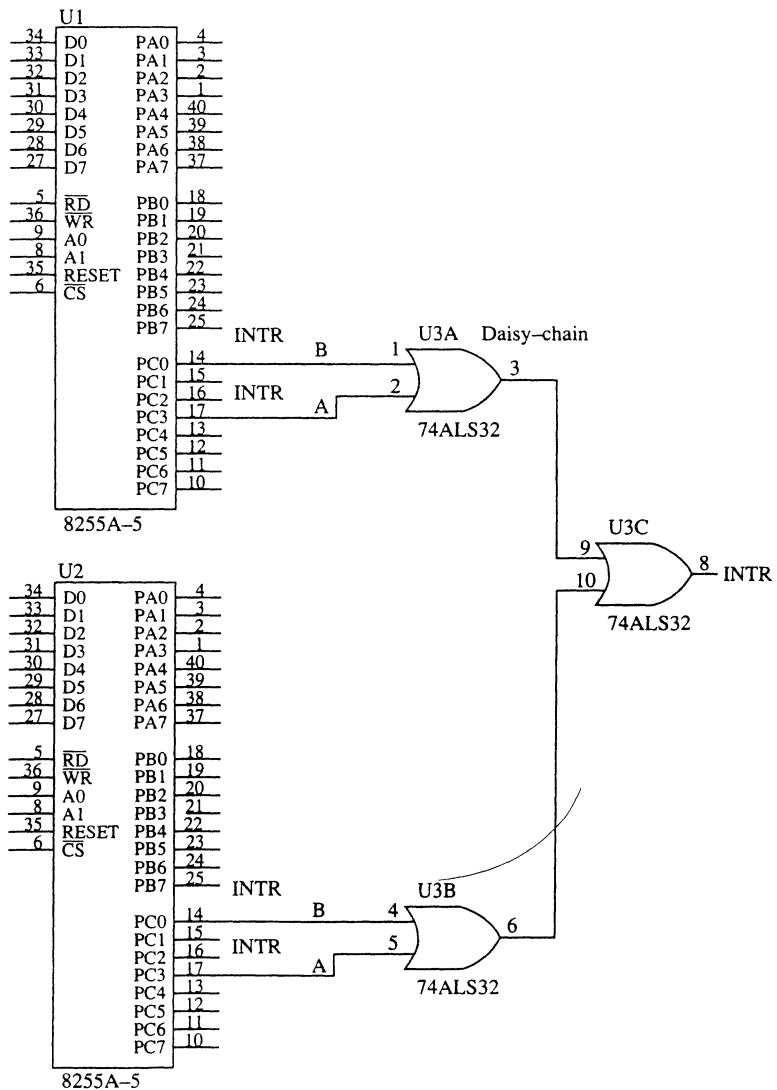 U1
34 D0 PA0 4
33 D1 PA1 3
32 D2 PA2 2
31 D3 PA3 1
30 D4 PA4 40
29 D5 PA5 39
28 D6 PA6 38
27 D7 PA7 37
5 RD PB0 18
36 WR PB1 19
9 A0 PB2 20
8 A1 PB3 21
35 RESET PB4 22
6 CS PB5 23
PB6 24
PB7 25
INTR
PC0 14 B 1
PC1 15
PC2 16 INTR
PC3 17 A 2
PC4 13
PC5 12
PC6 11
PC7 10
8255A–5
U3A Daisy–chain
3
74ALS32
U3C
9
10
8 INTR
74ALS32
U2
34 D0 PA0 4
33 D1 PA1 3
32 D2 PA2 2
31 D3 PA3 1
30 D4 PA4 40
29 D5 PA5 39
28 D6 PA6 38
27 D7 PA7 37
5 RD PB0 18
36 WR PB1 19
9 A0 PB2 20
8 A1 PB3 21
35 RESET PB4 22
6 CS PB5 23
PB6 24
PB7 25
INTR
PC0 14 B 4
PC1 15
PC2 16 INTR
PC3 17 A 5
PC4 13
PC5 12
PC6 11
PC7 10
8255A–5
U3B
6
74ALS32